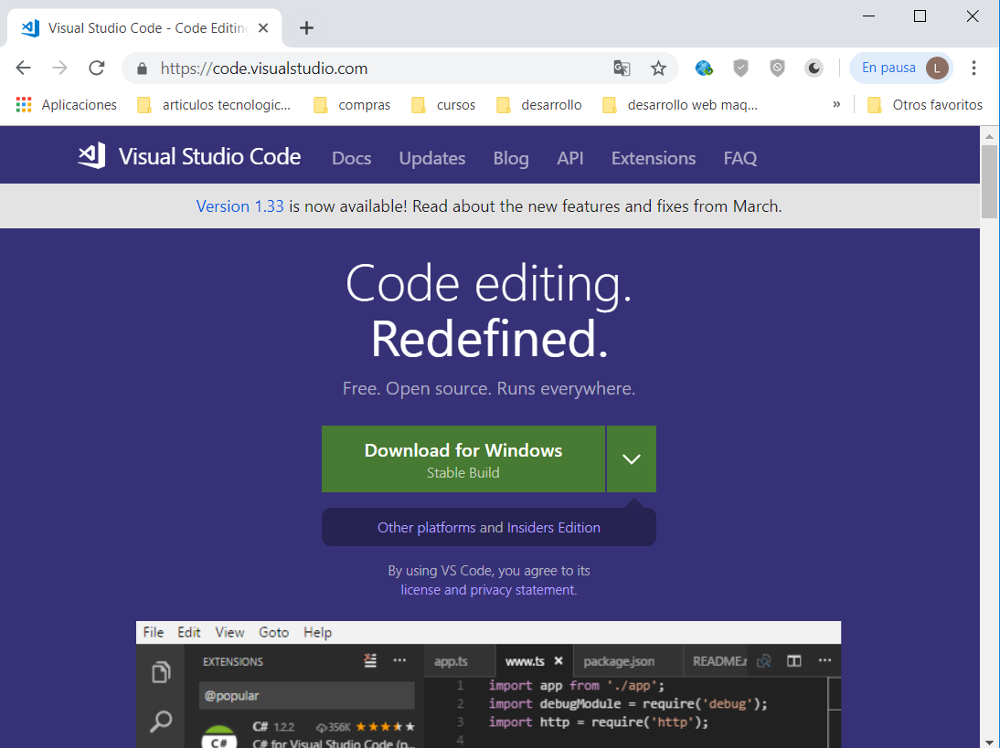 Visual Studio Code - Code Editin
https://code.visualstudio.com
En pausa
L
Aplicaciones
articulos tecnologic...
compras
cursos
desarrollo
desarrollo web maq...
»
Otros favoritos
Visual Studio Code
Docs
Updates
Blog
API
Extensions
FAQ
Version 1.33 is now available! Read about the new features and fixes from March.
Code editing.
Redefined.
Free. Open source. Runs everywhere.
Download for Windows
Stable Build
Other platforms and Insiders Edition
By using VS Code, you agree to its
license and privacy statement.
File Edit View Goto Help
EXTENSIONS
@popular
C# 1.2.2 356K
C#
C# for Visual Studio Code (p...
app.ts
www.ts
package.json
README.r
1 import app from './app';
2 import debugModule = require('debug');
3 import http = require('http');
4